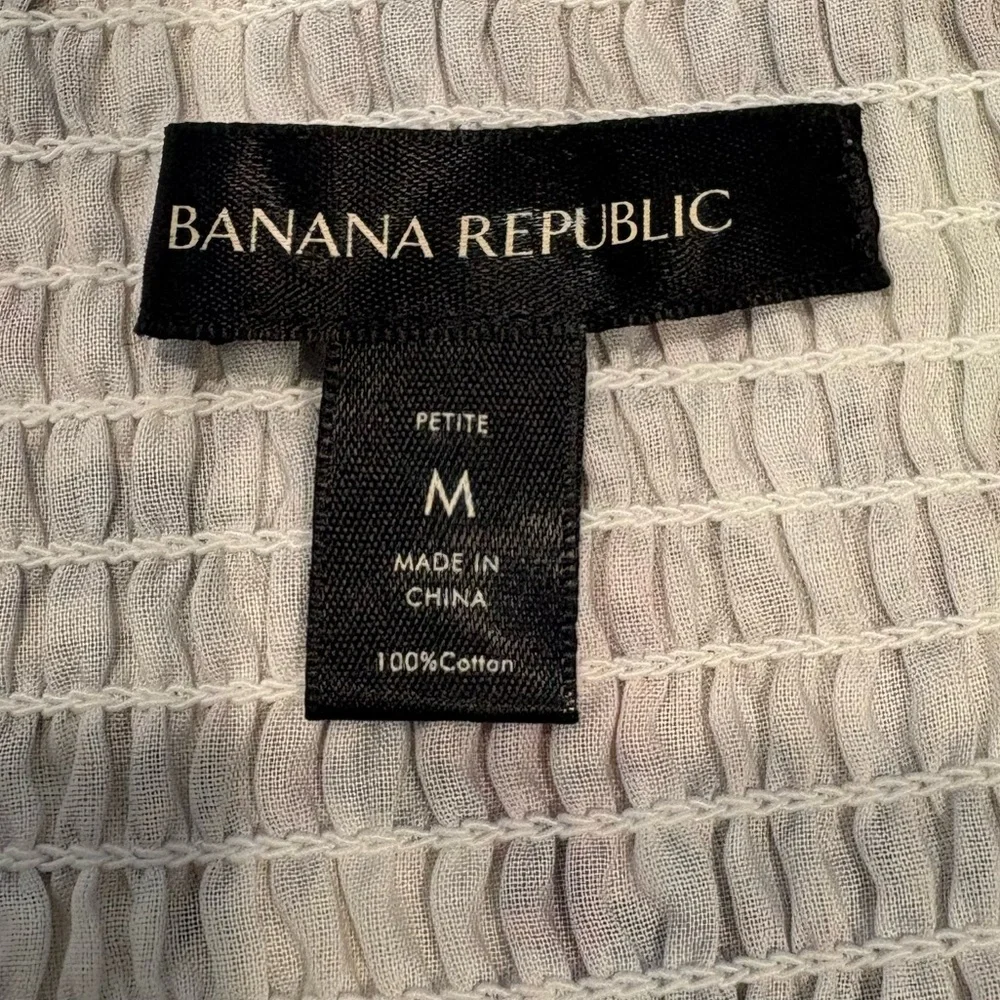 BANANA REPUBLIC
PETITE
M
MADE IN
CHINA
100%Cotton